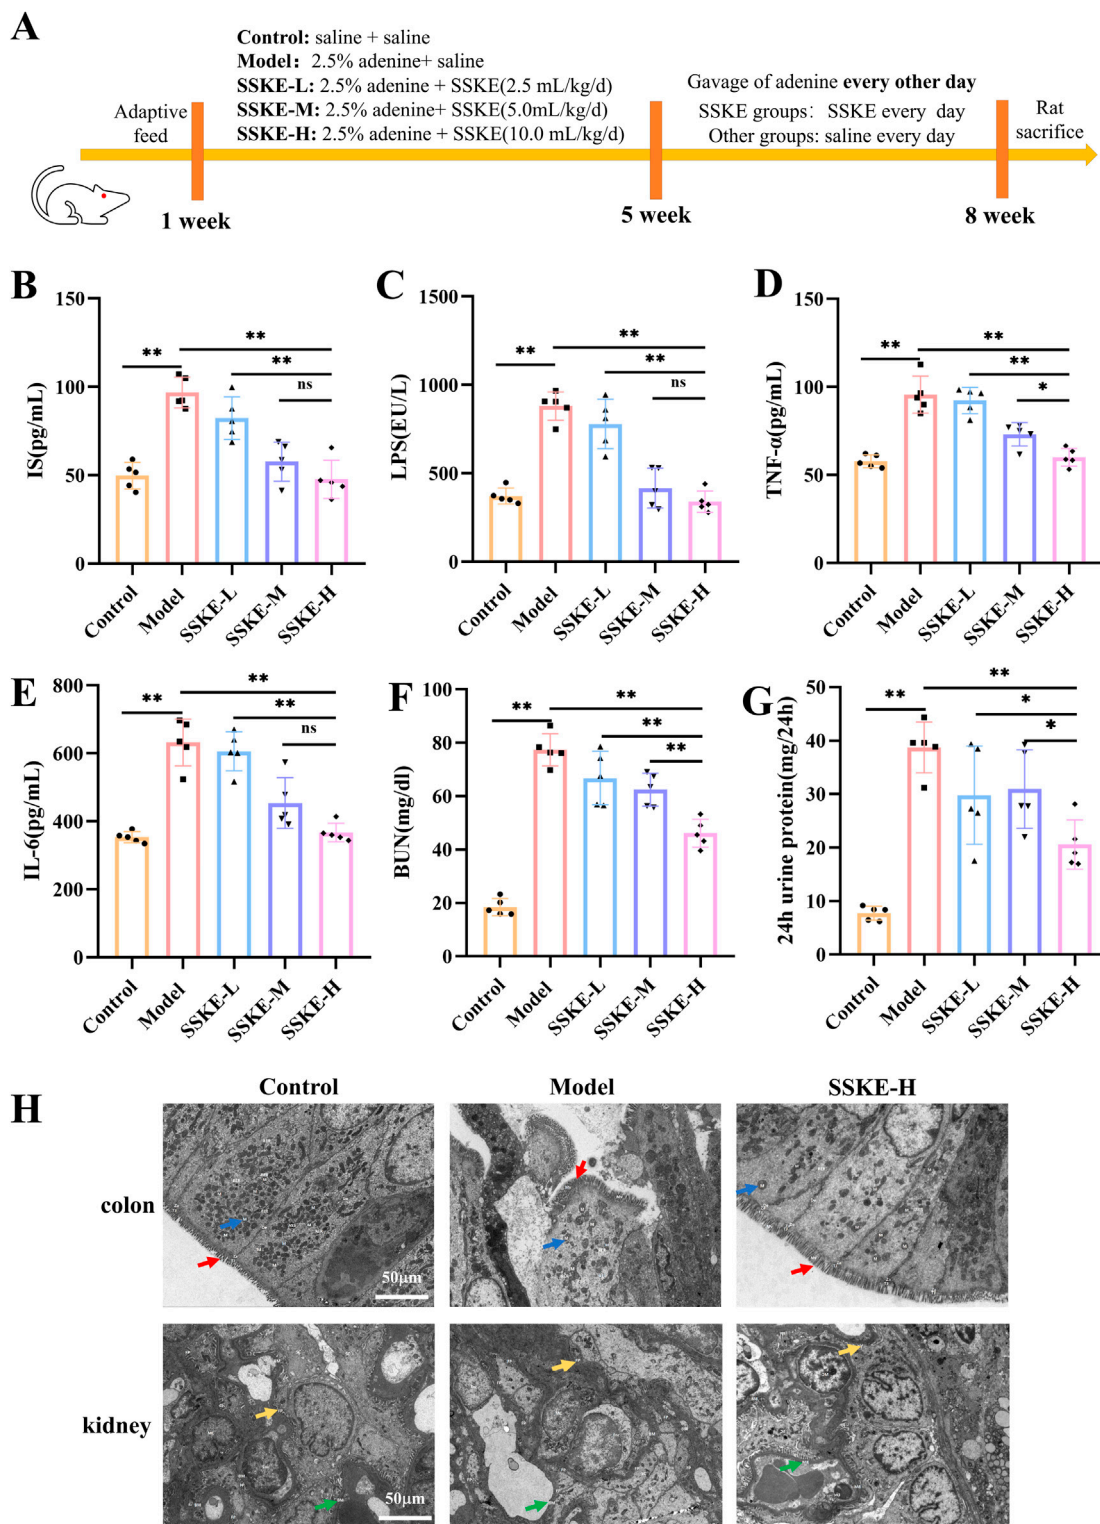 A
Control: saline + saline
Model: 2.5% adenine+ saline
SSKE-L: 2.5% adenine + SSKE(2.5 mL/kg/d)
SSKE-M: 2.5% adenine+ SSKE(5.0mL/kg/d)
SSKE-H: 2.5% adenine + SSKE(10.0 mL/kg/d)
Adaptive
feed
Gavage of adenine every other day
SSKE groups: SSKE every day
Other groups: saline every day
Rat
sacrifice
1 week
5 week
8 week
B
IS(pg/mL)
150
100
50
0
**
**
**
ns
Control
Model
SSKE-L
SSKE-M
SSKE-H
C
LPS(EU/L)
1500
1000
500
0
**
**
**
ns
Control
Model
SSKE-L
SSKE-M
SSKE-H
D
TNF-α(pg/mL)
150
100
50
0
**
**
**
*
Control
Model
SSKE-L
SSKE-M
SSKE-H
E
IL-6(pg/mL)
800
600
400
200
0
**
**
**
ns
Control
Model
SSKE-L
SSKE-M
SSKE-H
F
BUN(mg/dl)
100
80
60
40
20
0
**
**
**
**
Control
Model
SSKE-L
SSKE-M
SSKE-H
G
24h urine protein(mg/24h)
50
40
30
20
10
0
**
**
*
*
Control
Model
SSKE-L
SSKE-M
SSKE-H
H
Control
Model
SSKE-H
colon
50μm
kidney
50μm